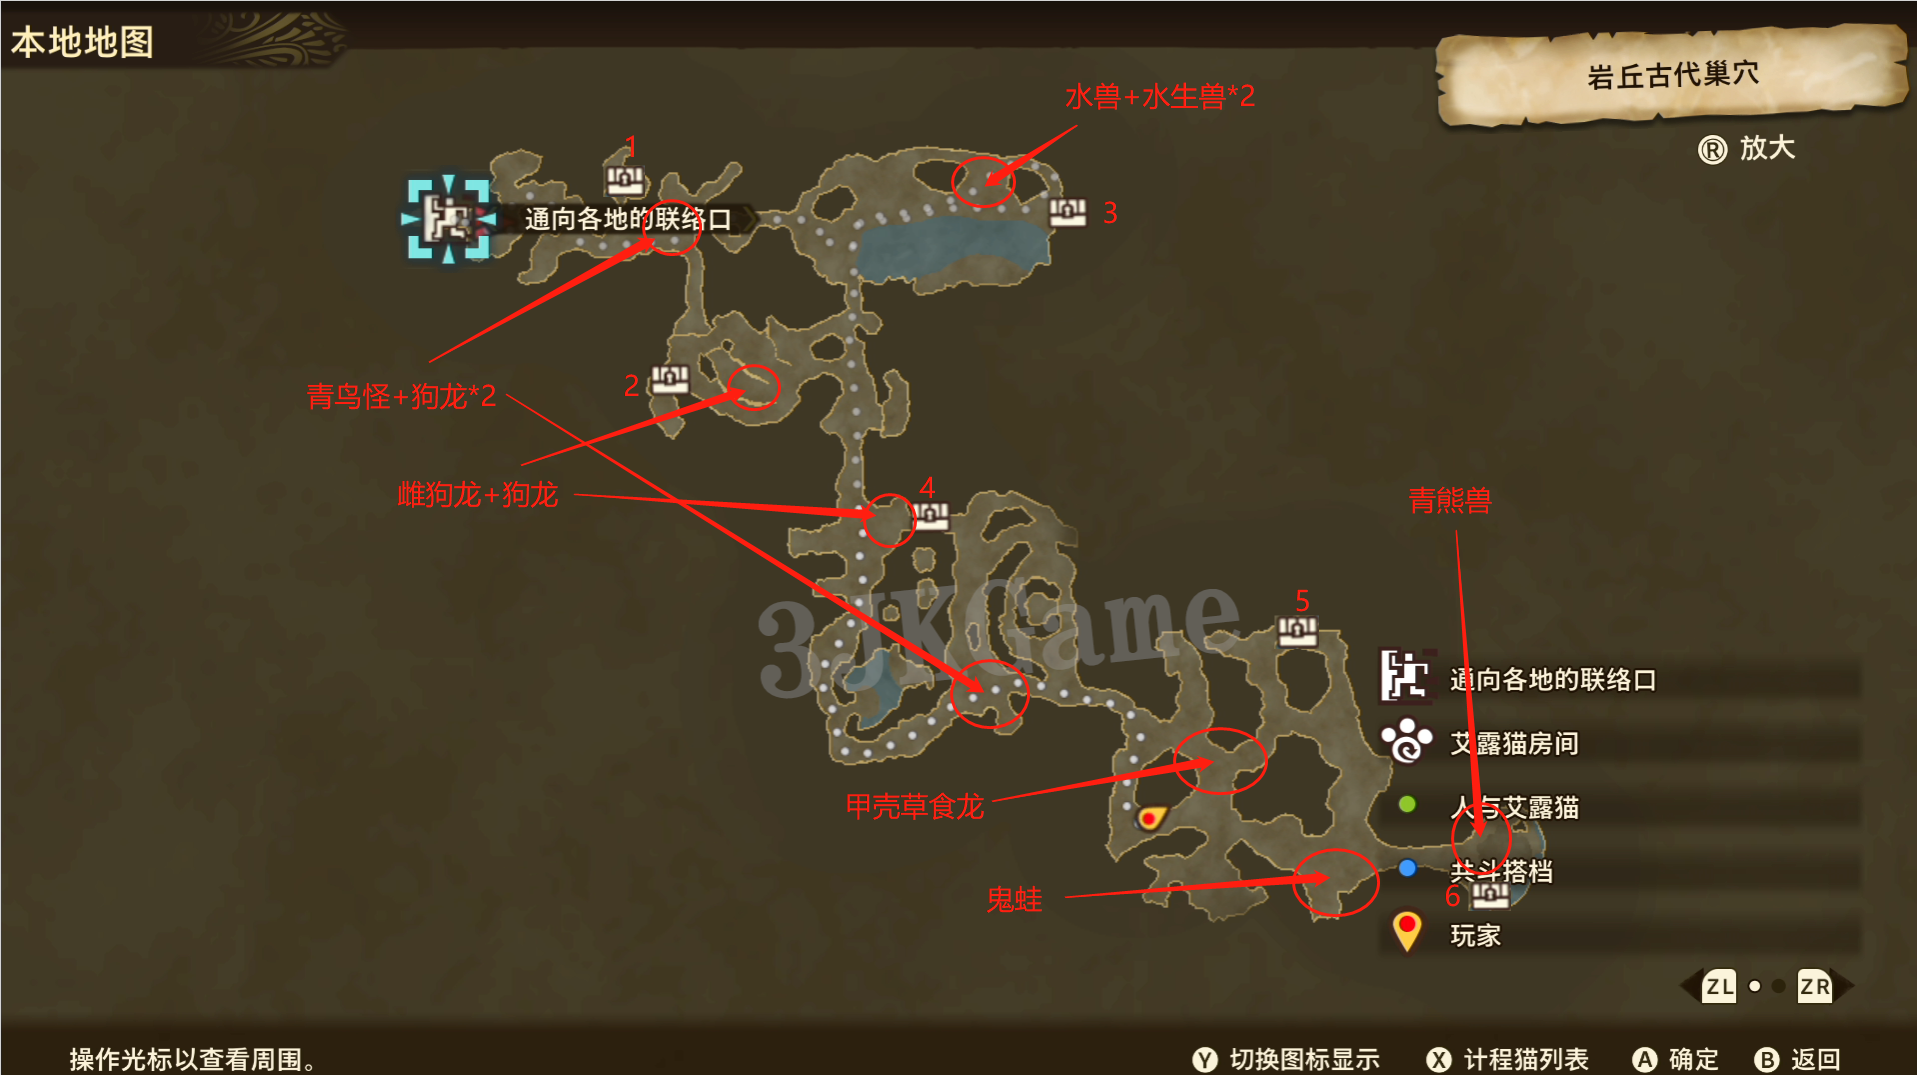 本地地图
岩丘古代巢穴
R 放大
水兽+水生兽*2
1
通向各地的联络口
3
2
青鸟怪+狗龙*2
雌狗龙+狗龙
4
青熊兽
3JKGame
5
通向各地的联络口
艾露猫房间
甲壳草食龙
人与艾露猫
共斗搭档
6
鬼蛙
玩家
ZL ZR
操作光标以查看周围。
Y 切换图标显示 X 计程猫列表 A 确定 B 返回